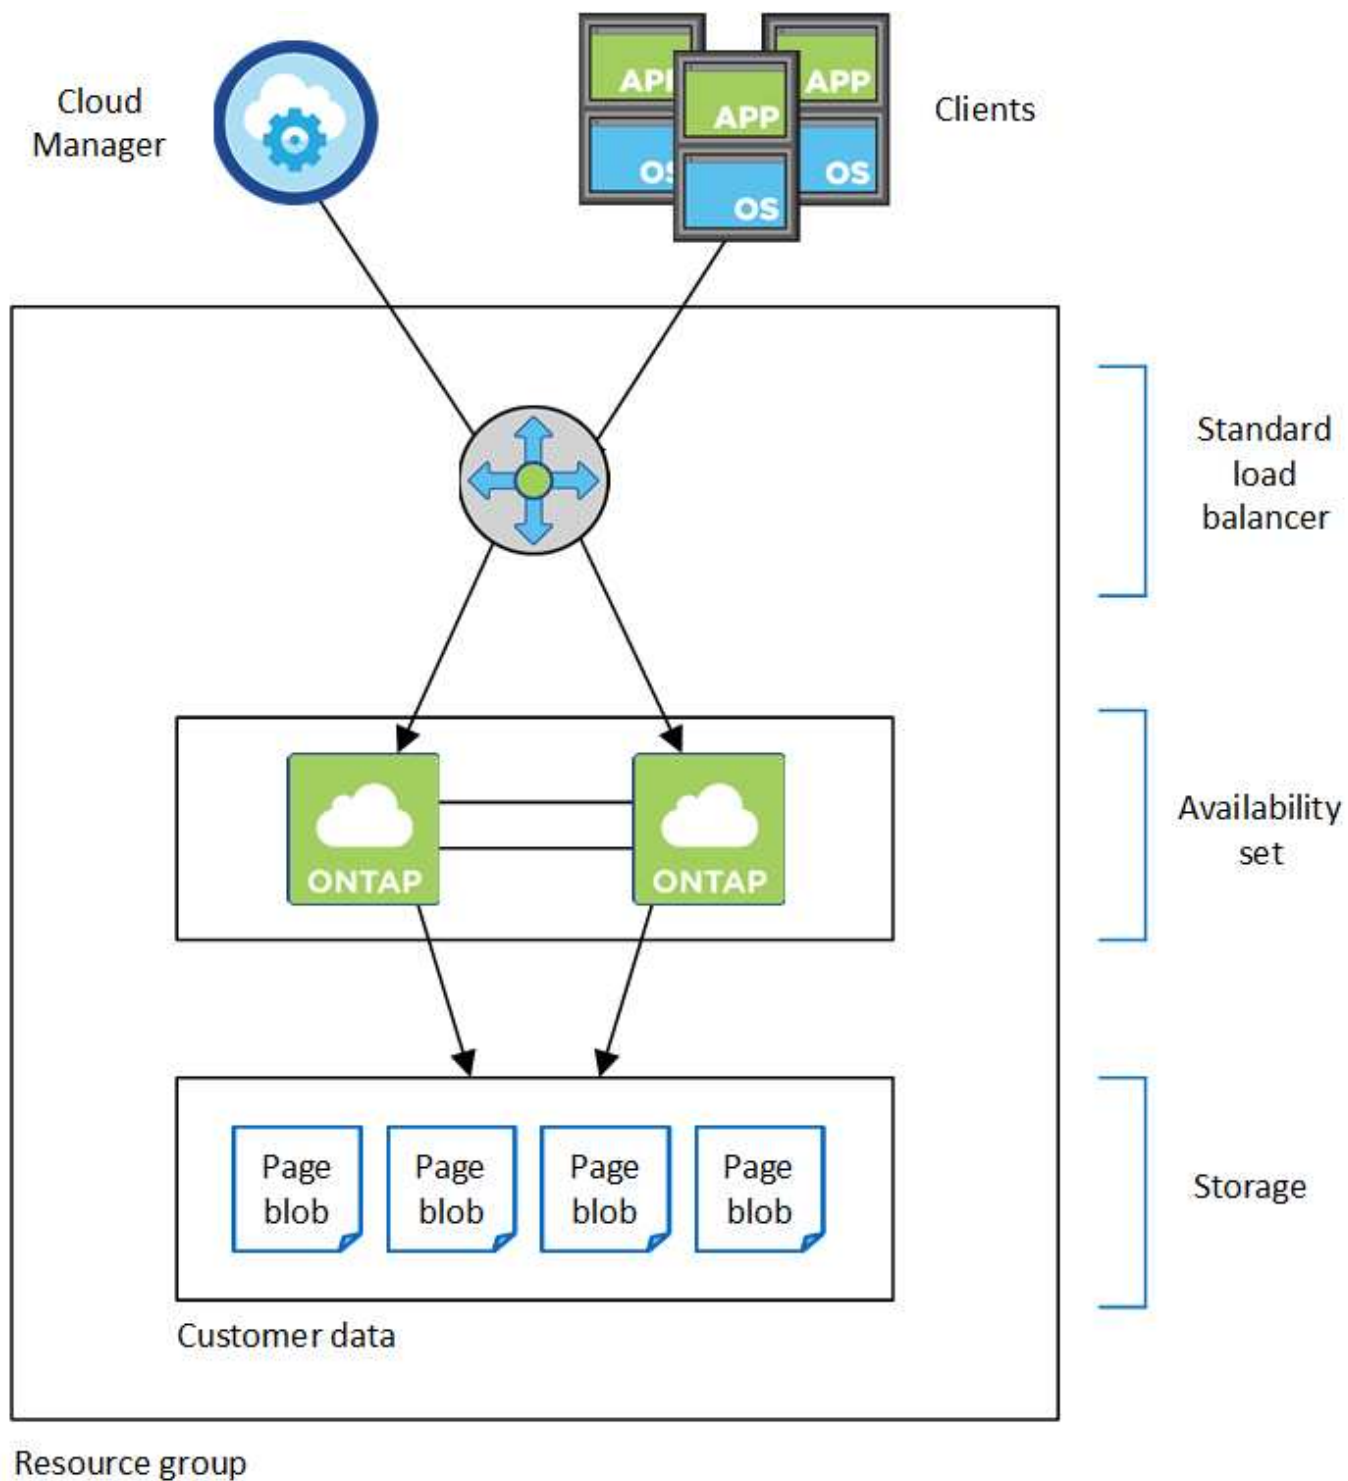 Cloud
Manager
APP
OS
APP
OS
APP
OS
Clients
Standard
load
balancer
ONTAP
ONTAP
Availability
set
Page
blob
Page
blob
Page
blob
Page
blob
Storage
Customer data
Resource group